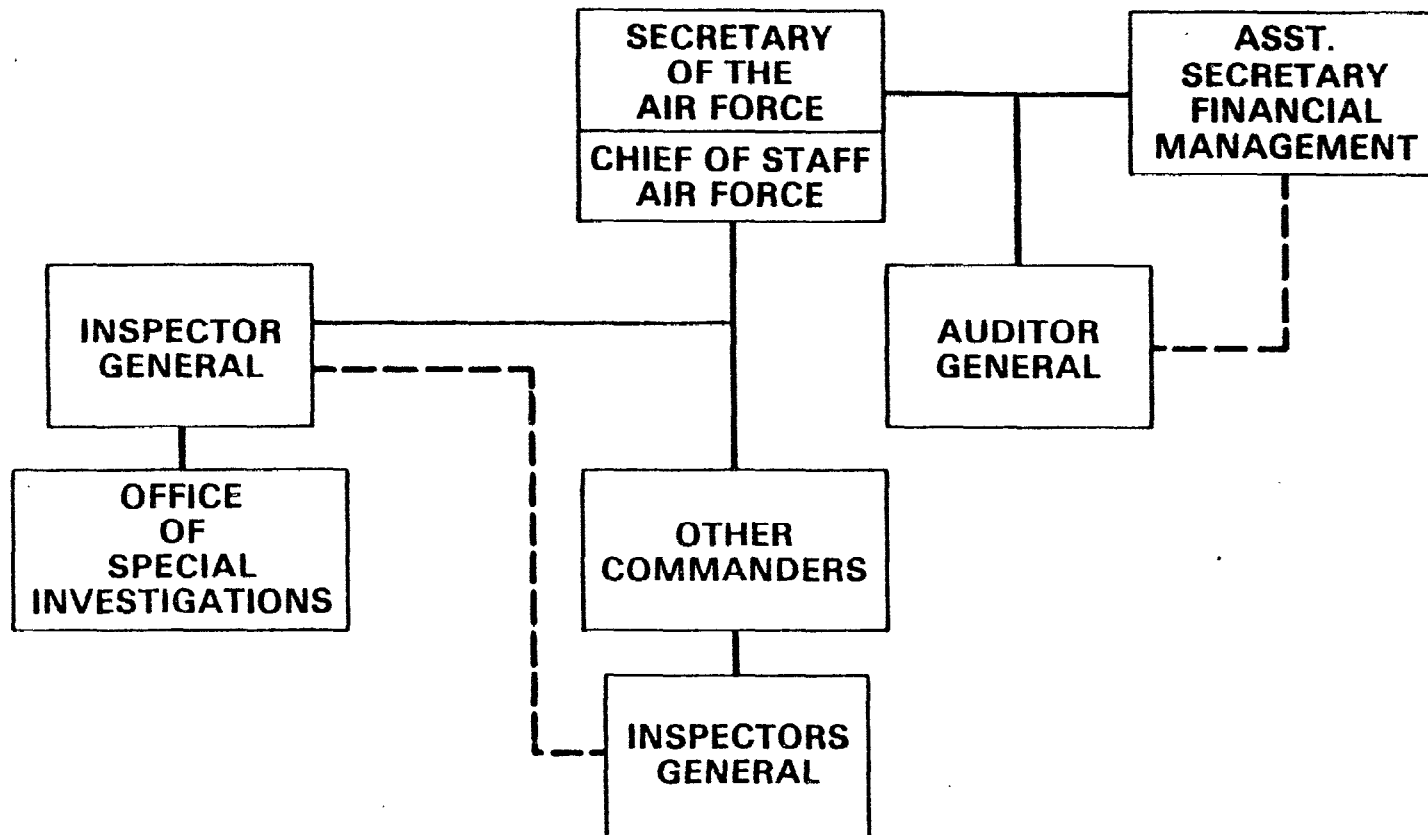 SECRETARY
OF THE
AIR FORCE
CHIEF OF STAFF
AIR FORCE
ASST.
SECRETARY
FINANCIAL
MANAGEMENT
INSPECTOR
GENERAL
AUDITOR
GENERAL
OFFICE
OF
SPECIAL
INVESTIGATIONS
OTHER
COMMANDERS
INSPECTORS
GENERAL